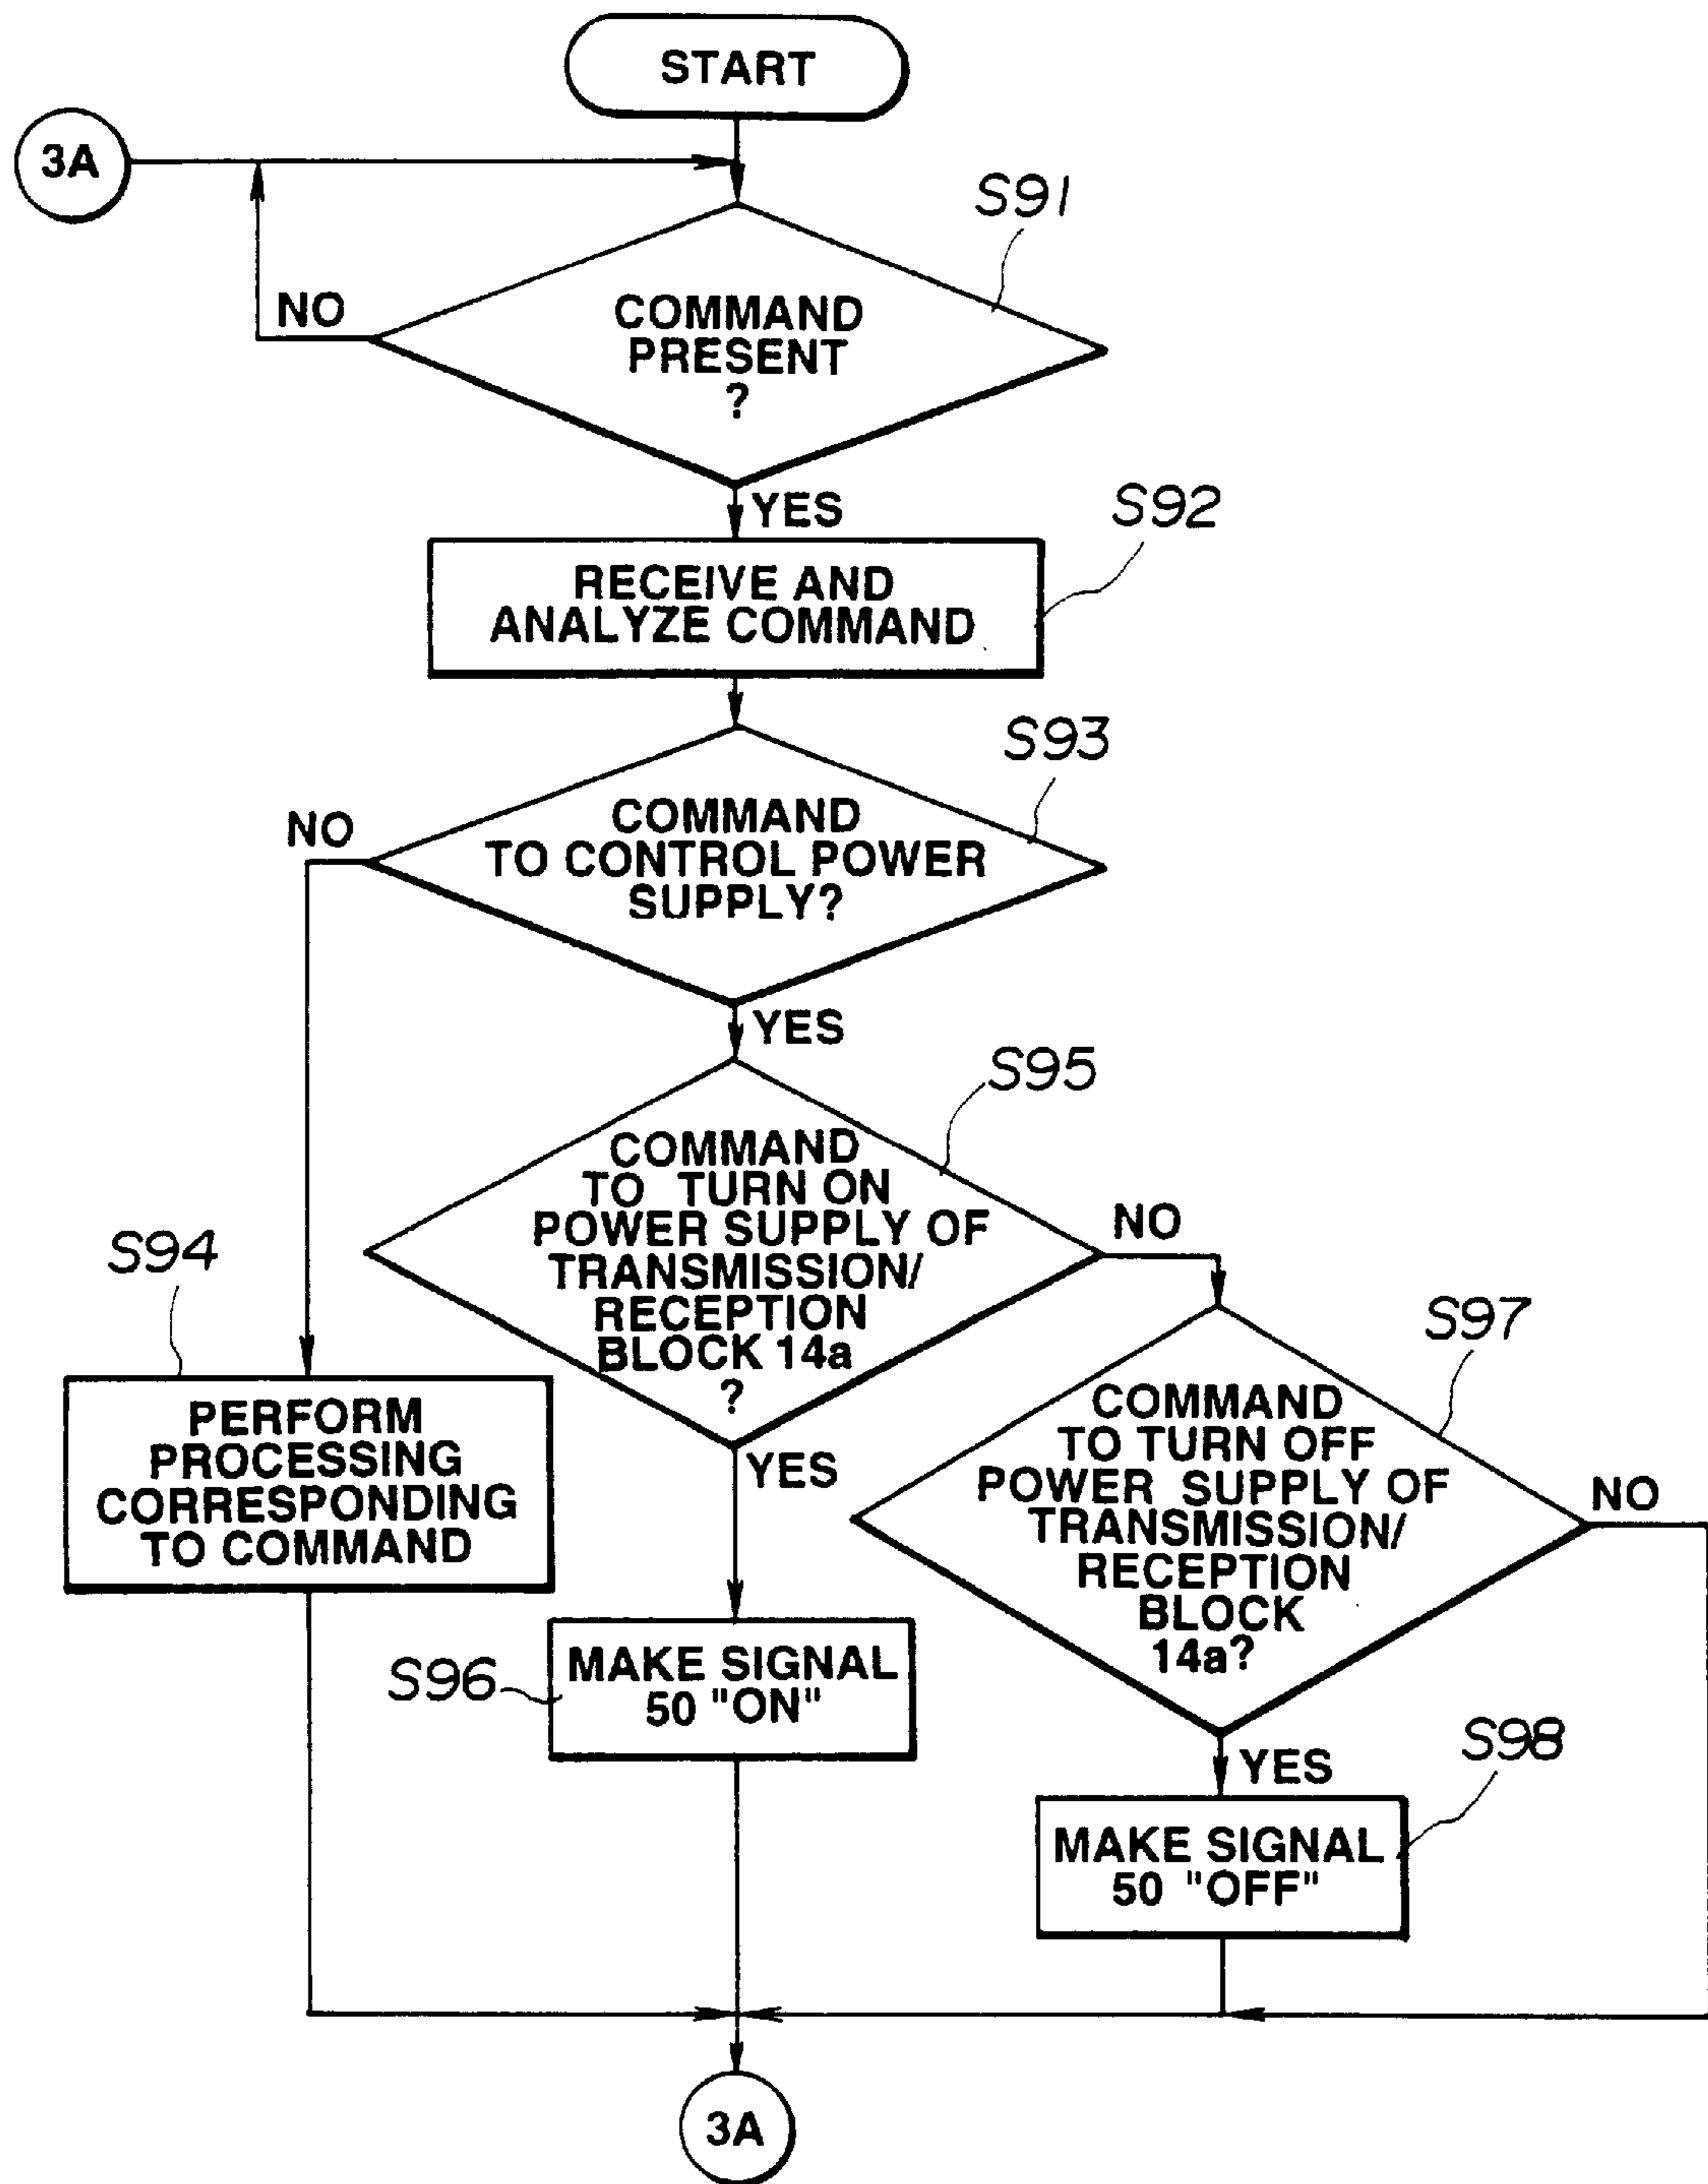 START
3A
S91
NO
COMMAND
PRESENT
?
YES
S92
RECEIVE AND
ANALYZE COMMAND
S93
NO
COMMAND
TO CONTROL POWER
SUPPLY?
YES
S95
COMMAND
TO TURN ON
POWER SUPPLY OF
TRANSMISSION/
RECEPTION
BLOCK 14a
?
NO
S94
PERFORM
PROCESSING
CORRESPONDING
TO COMMAND
YES
S97
COMMAND
TO TURN OFF
POWER SUPPLY OF
TRANSMISSION/
RECEPTION
BLOCK
14a?
NO
S96
MAKE SIGNAL
50 "ON"
YES
S98
MAKE SIGNAL
50 "OFF"
3A